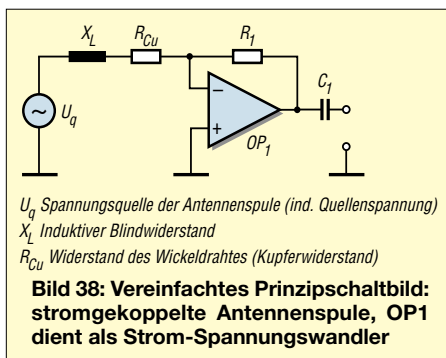 X_L R_Cu R_1
C_1
−
~ U_q
+
OP_1
U_q Spannungsquelle der Antennenspule (ind. Quellenspannung)
X_L Induktiver Blindwiderstand
R_Cu Widerstand des Wickeldrahtes (Kupferwiderstand)
Bild 38: Vereinfachtes Prinzipschaltbild:
stromgekoppelte Antennenspule, OP1
dient als Strom-Spannungswandler